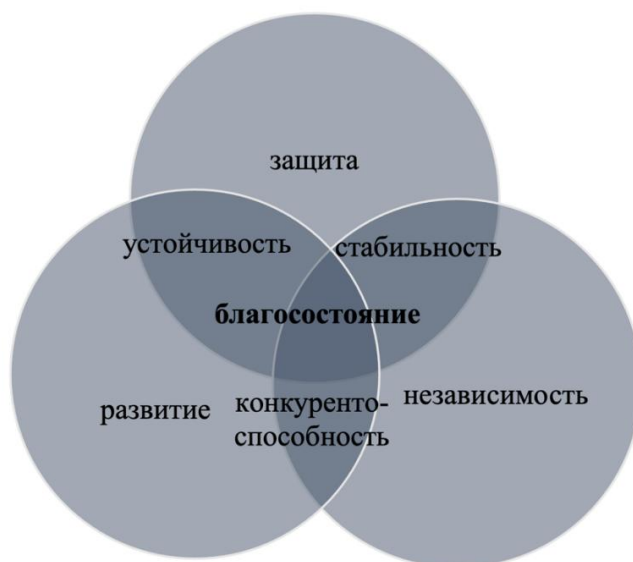 защита
устойчивость
стабильность
благосостояние
развитие
конкуренто-
способность
независимость